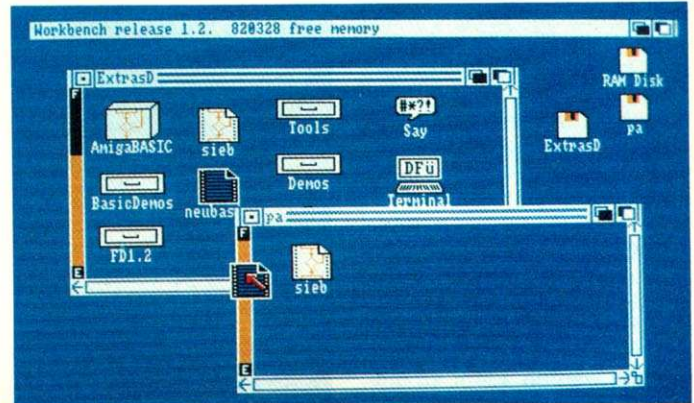 Workbench release 1.2. 820328 free memory
ExtrasD
RAM Disk
AmigaBASIC
sieb
Tools
#*?!
Say
ExtrasD
pa
BasicDemos
neubas
Demos
DFü
Terminal
F
pa
F
FD1.2
sieb
E
E